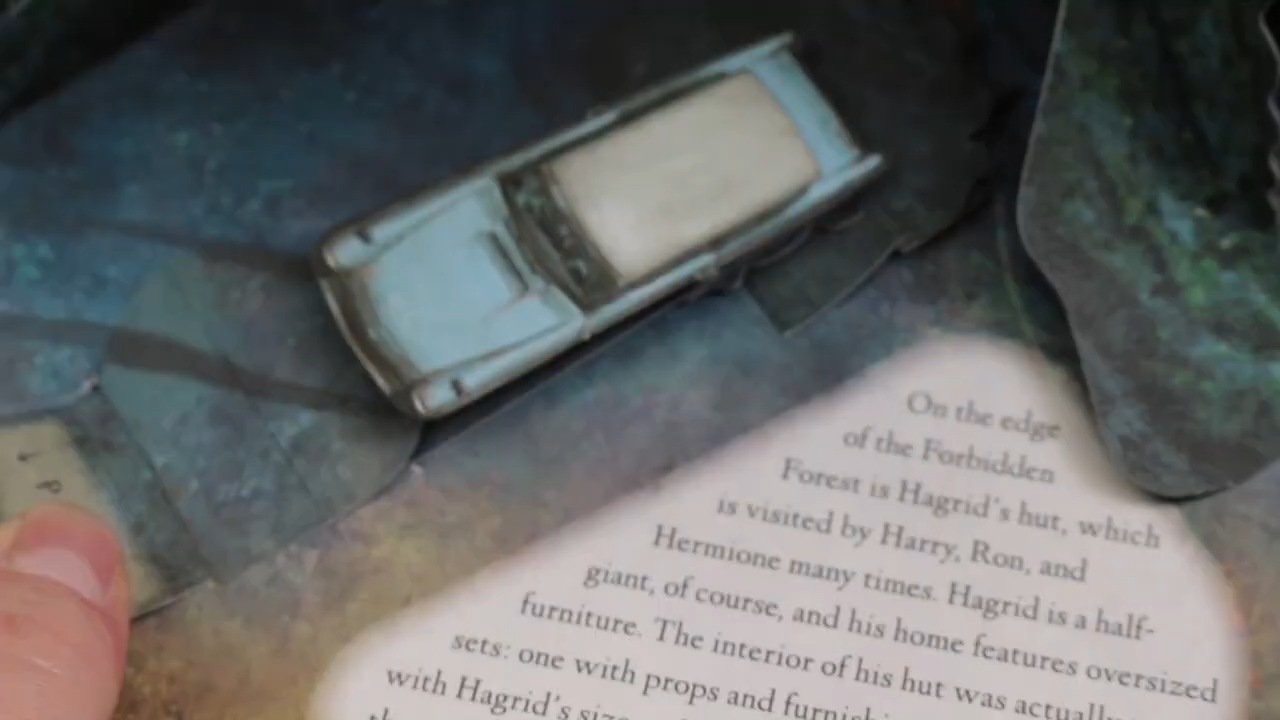 On the edge
of the Forbidden
Forest is Hagrid's hut, which
is visited by Harry, Ron, and
Hermione many times. Hagrid is a half-
giant, of course, and his home features oversized
furniture. The interior of his hut was actually
sets: one with props and
with Hagrid's